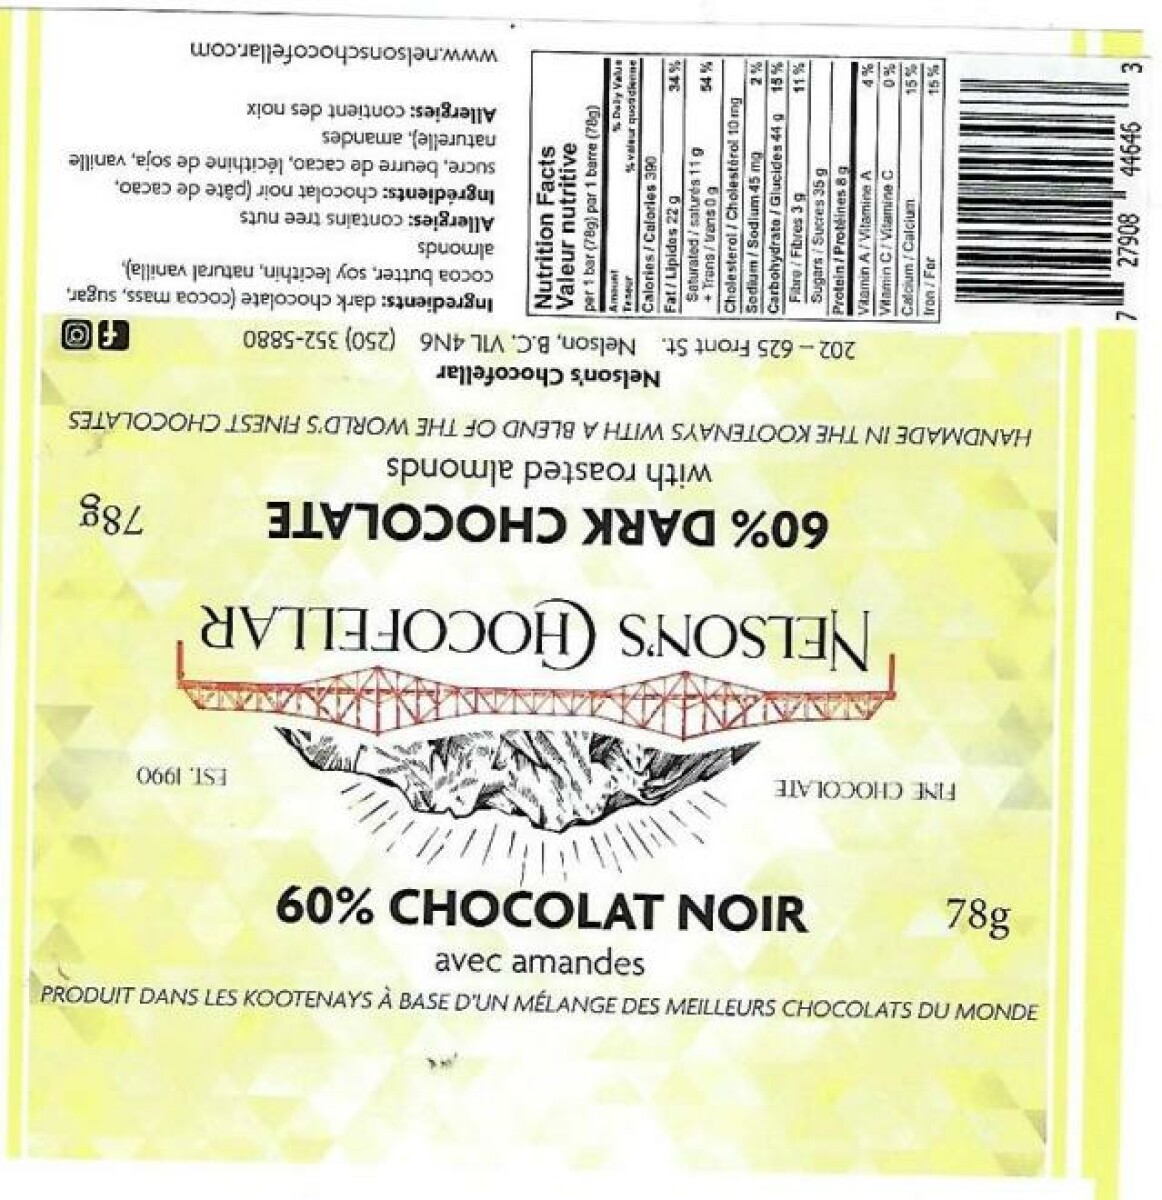 60% CHOCOLAT NOIR
78g
avec amandes
PRODUIT DANS LES KOOTENAYS À BASE D'UN MÉLANGE DES MEILLEURS CHOCOLATS DU MONDE
FINE CHOCOLATE
EST. 1990
NELSON'S CHOCOFELLAR
60% DARK CHOCOLATE
78g
with roasted almonds
HANDMADE IN THE KOOTENAYS WITH A BLEND OF THE WORLD'S FINEST CHOCOLATES
Nelson's Chocofellar
202 – 625 Front St. Nelson, B.C. V1L 4N6 (250) 352-5880
Ingredients: dark chocolate (cocoa mass, sugar,
cocoa butter, soy lecithin, natural vanilla),
almonds
Allergies: contains tree nuts
Ingrédients: chocolat noir (pâte de cacao,
sucre, beurre de cacao, lécithine de soja, vanille
naturelle), amandes
Allergies: contient des noix
www.nelsonschocofellar.com
Nutrition Facts
Valeur nutritive
per 1 bar (78g) par 1 barre (78g)
Amount % Daily Value
Teneur % valeur quotidienne
Calories / Calories 390
Fat / Lipides 22 g 34 %
Saturated / saturés 11 g
+ Trans / trans 0 g 54 %
Cholesterol / Cholestérol 10 mg
Sodium / Sodium 45 mg 2 %
Carbohydrate / Glucides 44 g 15 %
Fibre / Fibres 3 g 11 %
Sugars / Sucres 35 g
Protein / Protéines 8 g
Vitamin A / Vitamine A 4 %
Vitamin C / Vitamine C 0 %
Calcium / Calcium 15 %
Iron / Fer 15 %
7 27908 44646 3